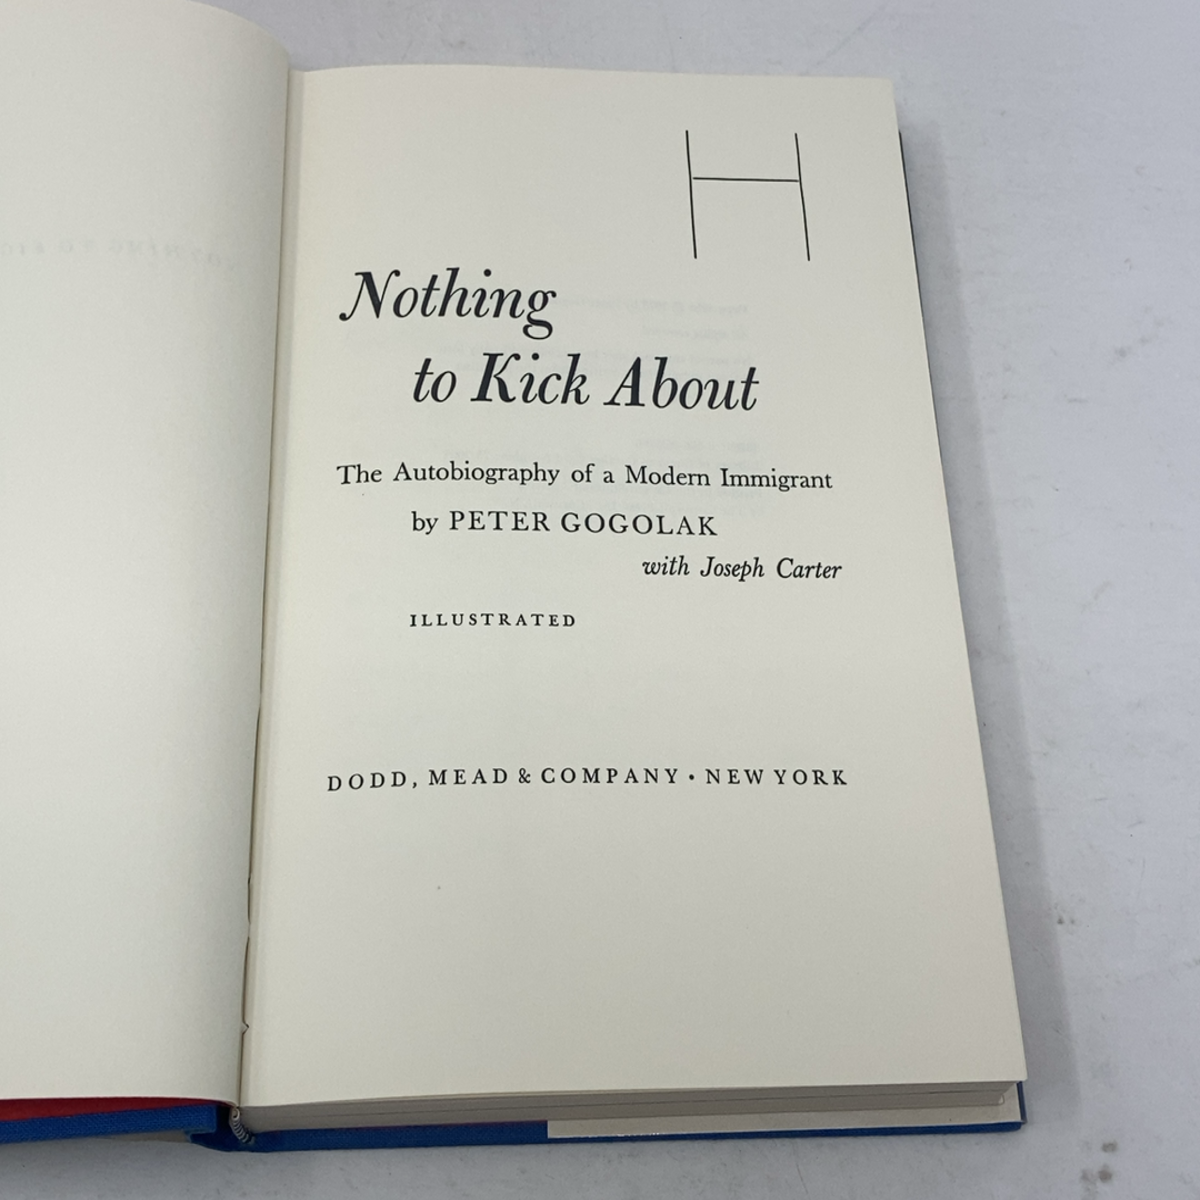 Nothing
to Kick About
The Autobiography of a Modern Immigrant
by PETER GOGOLAK
with Joseph Carter
ILLUSTRATED
DODD, MEAD & COMPANY · NEW YORK